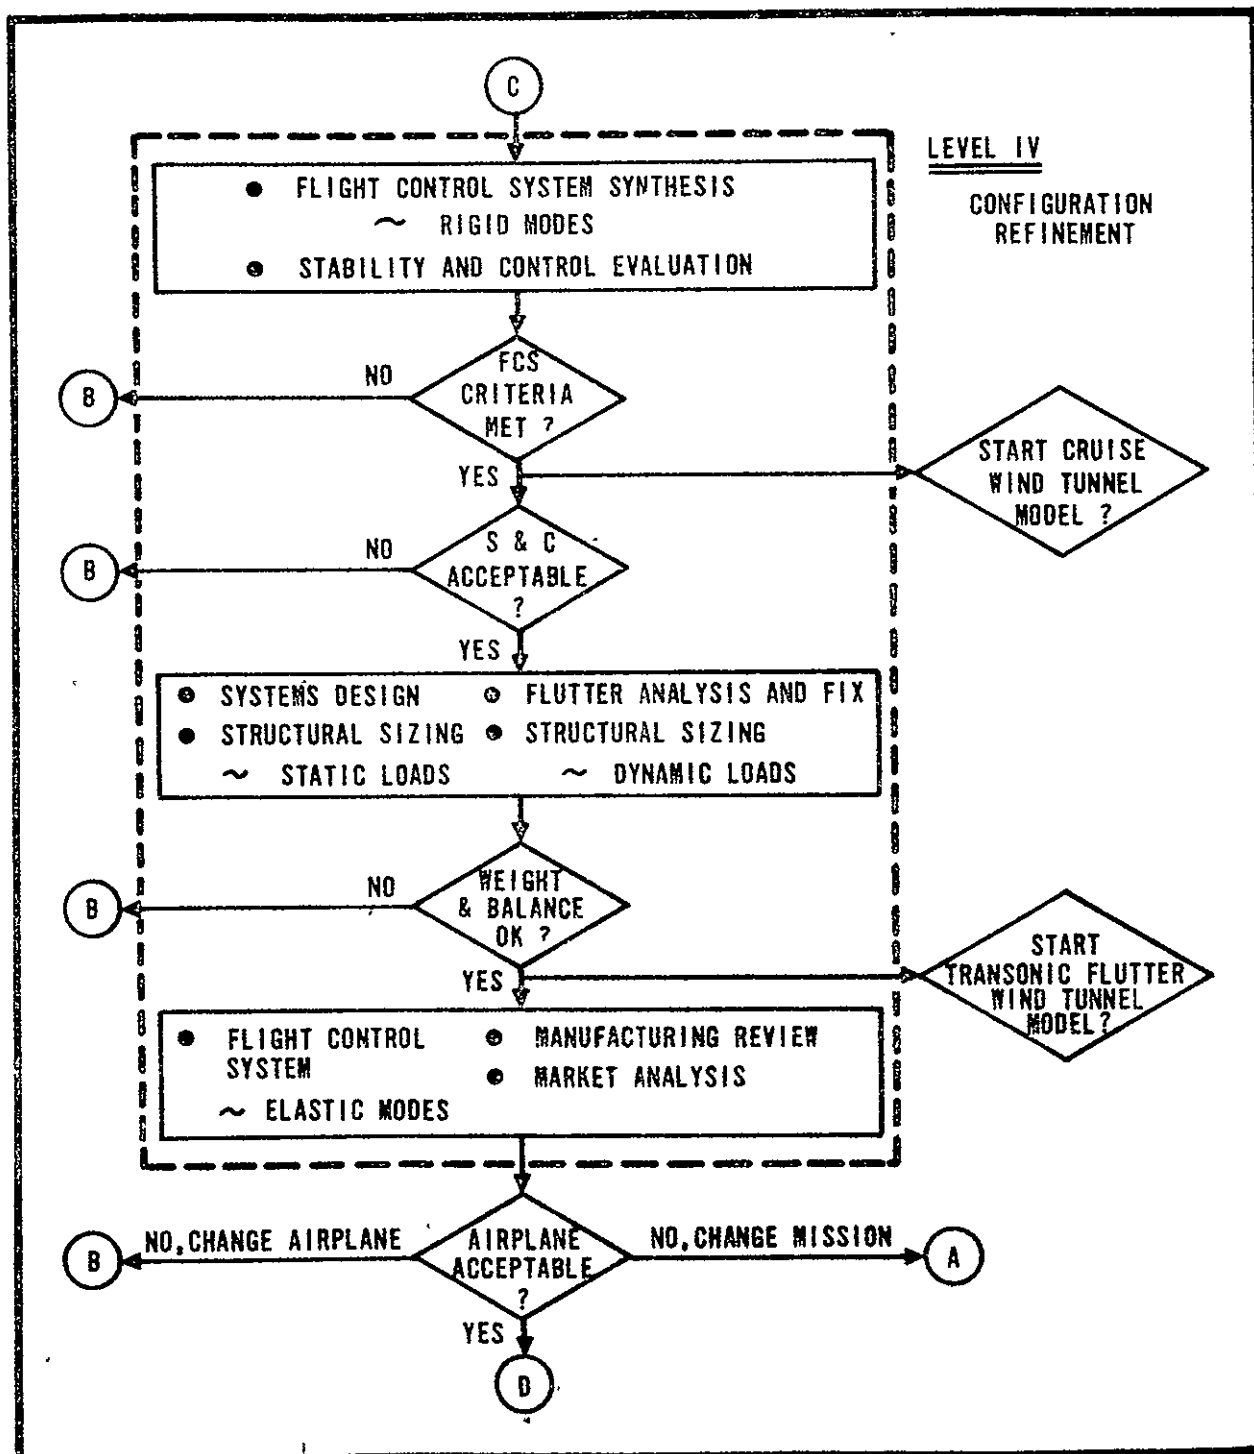 C
LEVEL IV
CONFIGURATION
REFINEMENT
● FLIGHT CONTROL SYSTEM SYNTHESIS
~ RIGID MODES
● STABILITY AND CONTROL EVALUATION
FCS
CRITERIA
MET ?
NO
B
YES
START CRUISE
WIND TUNNEL
MODEL ?
S & C
ACCEPTABLE
?
NO
B
YES
● SYSTEMS DESIGN
● STRUCTURAL SIZING
~ STATIC LOADS
● FLUTTER ANALYSIS AND FIX
● STRUCTURAL SIZING
~ DYNAMIC LOADS
WEIGHT
& BALANCE
OK ?
NO
B
YES
START
TRANSONIC FLUTTER
WIND TUNNEL
MODEL?
● FLIGHT CONTROL
SYSTEM
~ ELASTIC MODES
● MANUFACTURING REVIEW
● MARKET ANALYSIS
AIRPLANE
ACCEPTABLE
?
NO, CHANGE AIRPLANE
B
NO, CHANGE MISSION
A
YES
D